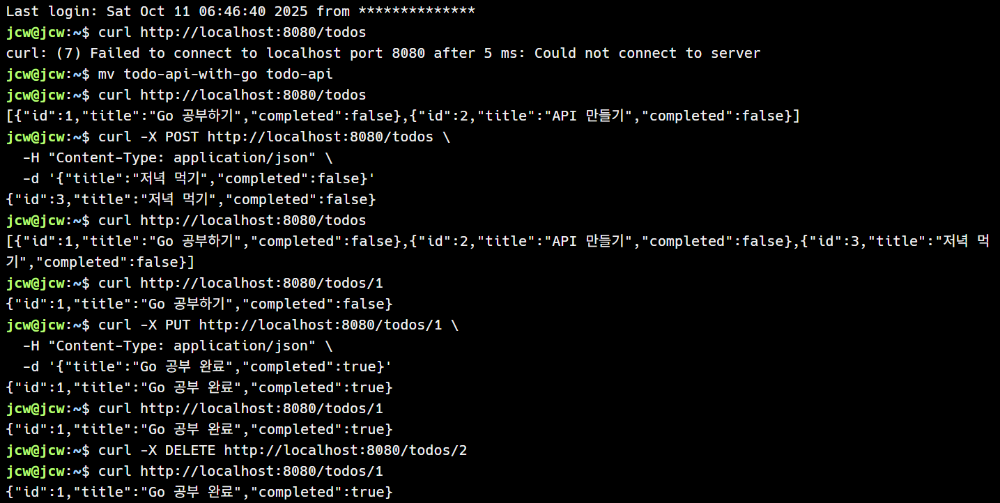 Last login: Sat Oct 11 06:46:40 2025 from **************
jcw@jcw:~$ curl http://localhost:8080/todos
curl: (7) Failed to connect to localhost port 8080 after 5 ms: Could not connect to server
jcw@jcw:~$ mv todo-api-with-go todo-api
jcw@jcw:~$ curl http://localhost:8080/todos
[{"id":1,"title":"Go 공부하기","completed":false},{"id":2,"title":"API 만들기","completed":false}]
jcw@jcw:~$ curl -X POST http://localhost:8080/todos \
  -H "Content-Type: application/json" \
  -d '{"title":"저녁 먹기","completed":false}'
{"id":3,"title":"저녁 먹기","completed":false}
jcw@jcw:~$ curl http://localhost:8080/todos
[{"id":1,"title":"Go 공부하기","completed":false},{"id":2,"title":"API 만들기","completed":false},{"id":3,"title":"저녁 먹
기","completed":false}]
jcw@jcw:~$ curl http://localhost:8080/todos/1
{"id":1,"title":"Go 공부하기","completed":false}
jcw@jcw:~$ curl -X PUT http://localhost:8080/todos/1 \
  -H "Content-Type: application/json" \
  -d '{"title":"Go 공부 완료","completed":true}'
{"id":1,"title":"Go 공부 완료","completed":true}
jcw@jcw:~$ curl http://localhost:8080/todos/1
{"id":1,"title":"Go 공부 완료","completed":true}
jcw@jcw:~$ curl -X DELETE http://localhost:8080/todos/2
jcw@jcw:~$ curl http://localhost:8080/todos/1
{"id":1,"title":"Go 공부 완료","completed":true}